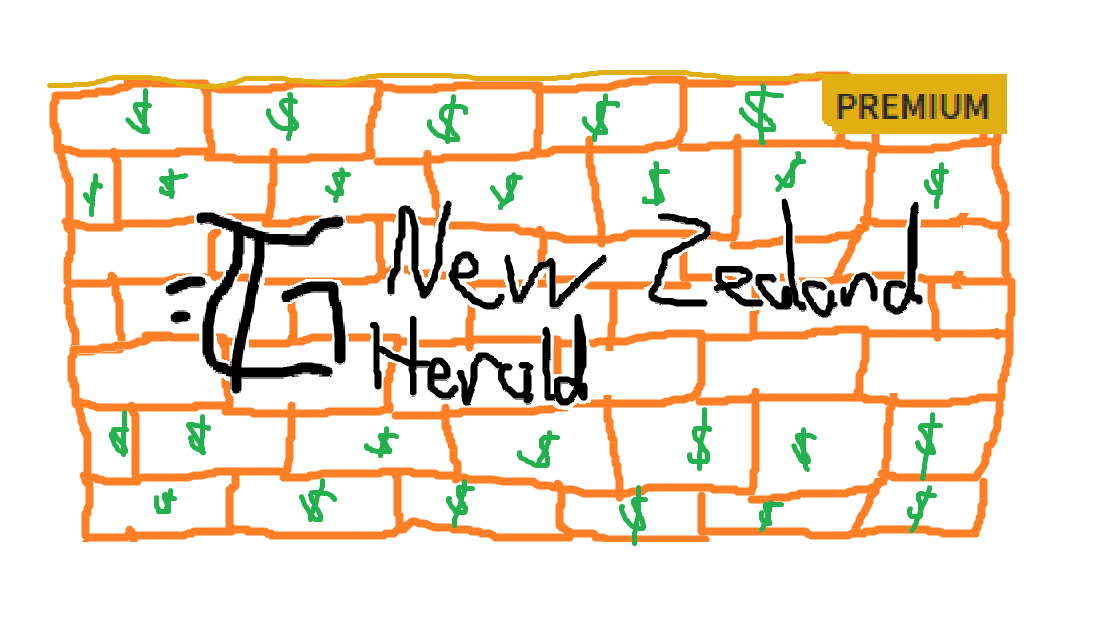 $ $ $ $ $ PREMIUM
$ $ $ $ $ $ $
New Zealand
Herald
$ $ $ $ $ $ $
$ $ $ $ $ $